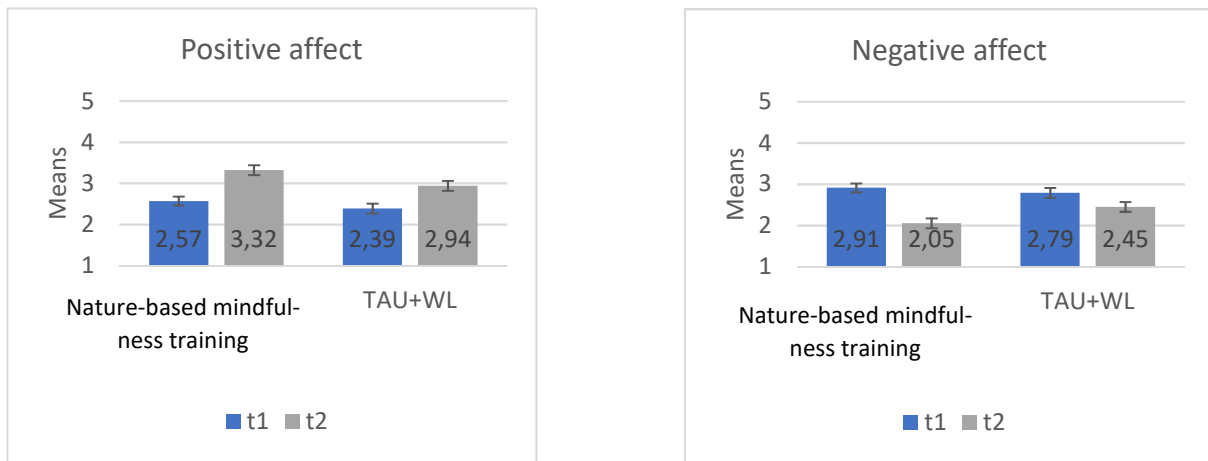 Positive affect
5
4
3
2
1
Means
2,57
3,32
2,39
2,94
Nature-based mindful-
ness training
TAU+WL
t1 t2
Negative affect
5
4
3
2
1
Means
2,91
2,05
2,79
2,45
Nature-based mindful-
ness training
TAU+WL
t1 t2